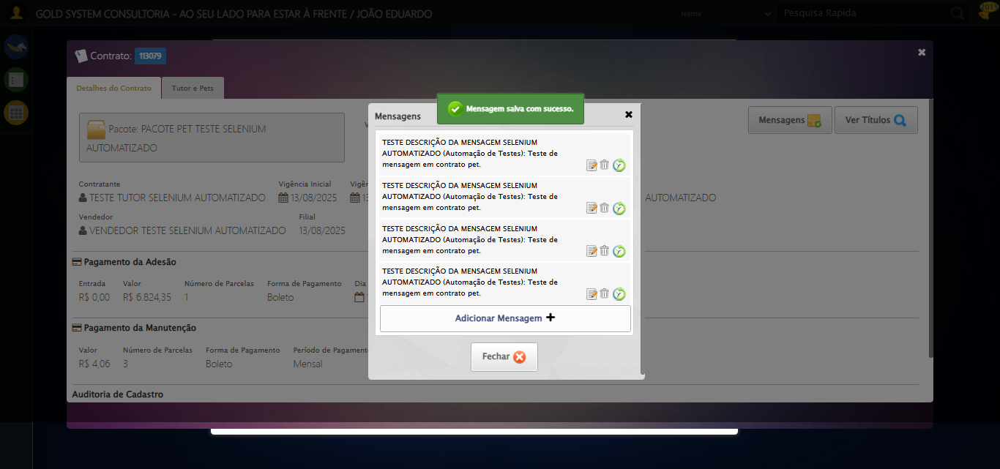 GOLD SYSTEM CONSULTORIA - AO SEU LADO PARA ESTAR À FRENTE / JOÃO EDUARDO
Nome
Pesquisa Rapida
201
Contrato: 113079
Detalhes do Contrato
Tutor e Pets
Mensagem salva com sucesso.
Mensagens
Mensagens
Ver Títulos
Pacote: PACOTE PET TESTE SELENIUM
AUTOMATIZADO
TESTE DESCRIÇÃO DA MENSAGEM SELENIUM
AUTOMATIZADO (Automação de Testes): Teste de
mensagem em contrato pet.
TESTE DESCRIÇÃO DA MENSAGEM SELENIUM
AUTOMATIZADO (Automação de Testes): Teste de
mensagem em contrato pet.
TESTE DESCRIÇÃO DA MENSAGEM SELENIUM
AUTOMATIZADO (Automação de Testes): Teste de
mensagem em contrato pet.
TESTE DESCRIÇÃO DA MENSAGEM SELENIUM
AUTOMATIZADO (Automação de Testes): Teste de
mensagem em contrato pet.
Adicionar Mensagem
Fechar
Contratante
Vigência Inicial
TESTE TUTOR SELENIUM AUTOMATIZADO
13/08/2025
AUTOMATIZADO
Vendedor
Filial
VENDEDOR TESTE SELENIUM AUTOMATIZADO
13/08/2025
Pagamento da Adesão
Entrada Valor Número de Parcelas Forma de Pagamento Dia
R$ 0,00 R$ 6.824,35 1 Boleto
Pagamento da Manutenção
Valor Número de Parcelas Forma de Pagamento Período de Pagamento
R$ 4,06 3 Boleto Mensal
Auditoria de Cadastro